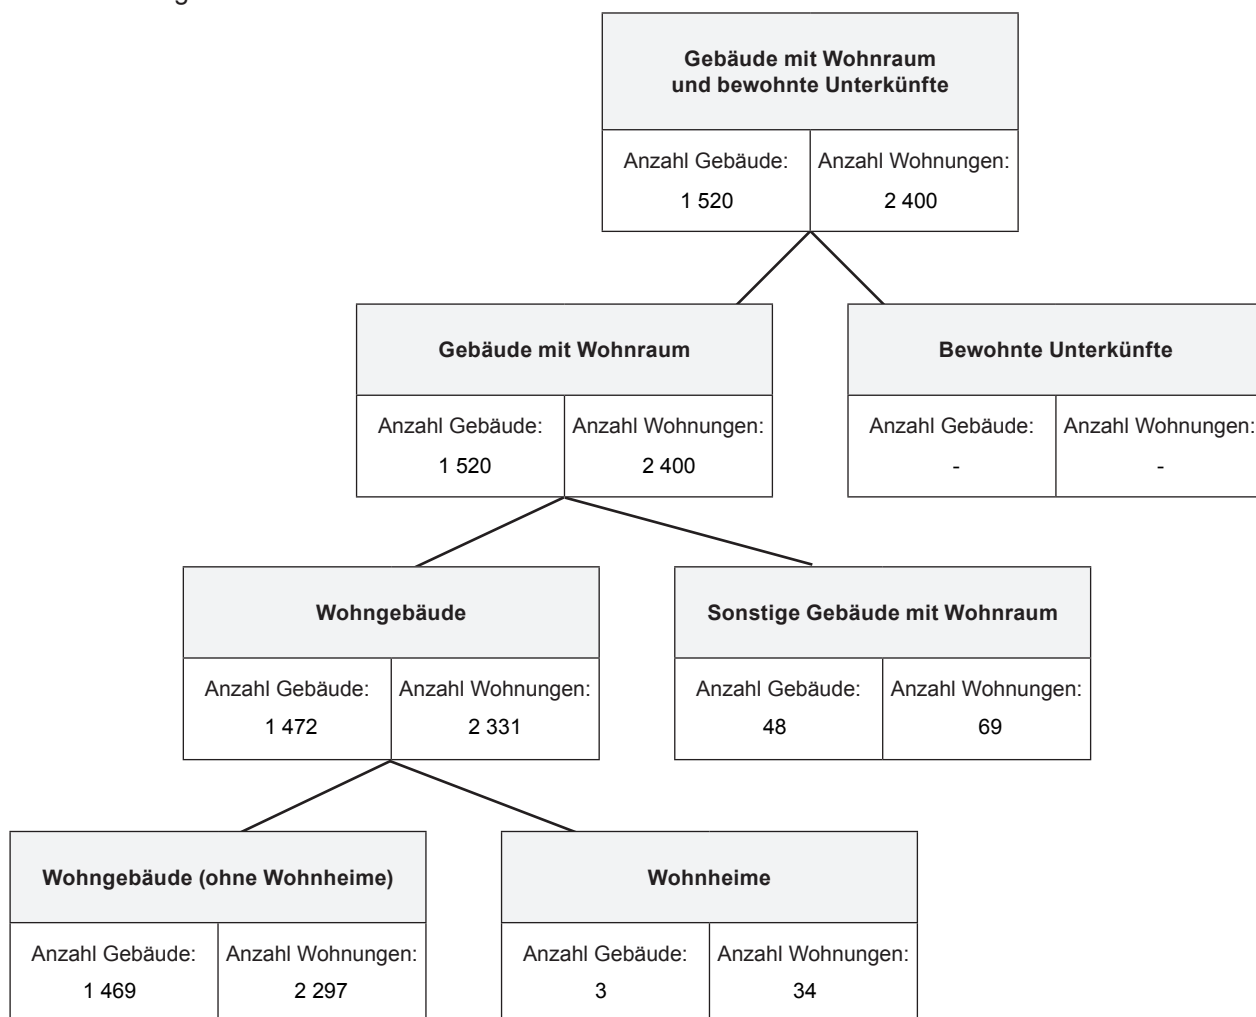 Gebäude mit Wohnraum
und bewohnte Unterkünfte
Anzahl Gebäude: Anzahl Wohnungen:
1 520 2 400
Gebäude mit Wohnraum Bewohnte Unterkünfte
Anzahl Gebäude: Anzahl Wohnungen: Anzahl Gebäude: Anzahl Wohnungen:
1 520 2 400 - -
Wohngebäude Sonstige Gebäude mit Wohnraum
Anzahl Gebäude: Anzahl Wohnungen: Anzahl Gebäude: Anzahl Wohnungen:
1 472 2 331 48 69
Wohngebäude (ohne Wohnheime) Wohnheime
Anzahl Gebäude: Anzahl Wohnungen: Anzahl Gebäude: Anzahl Wohnungen:
1 469 2 297 3 34